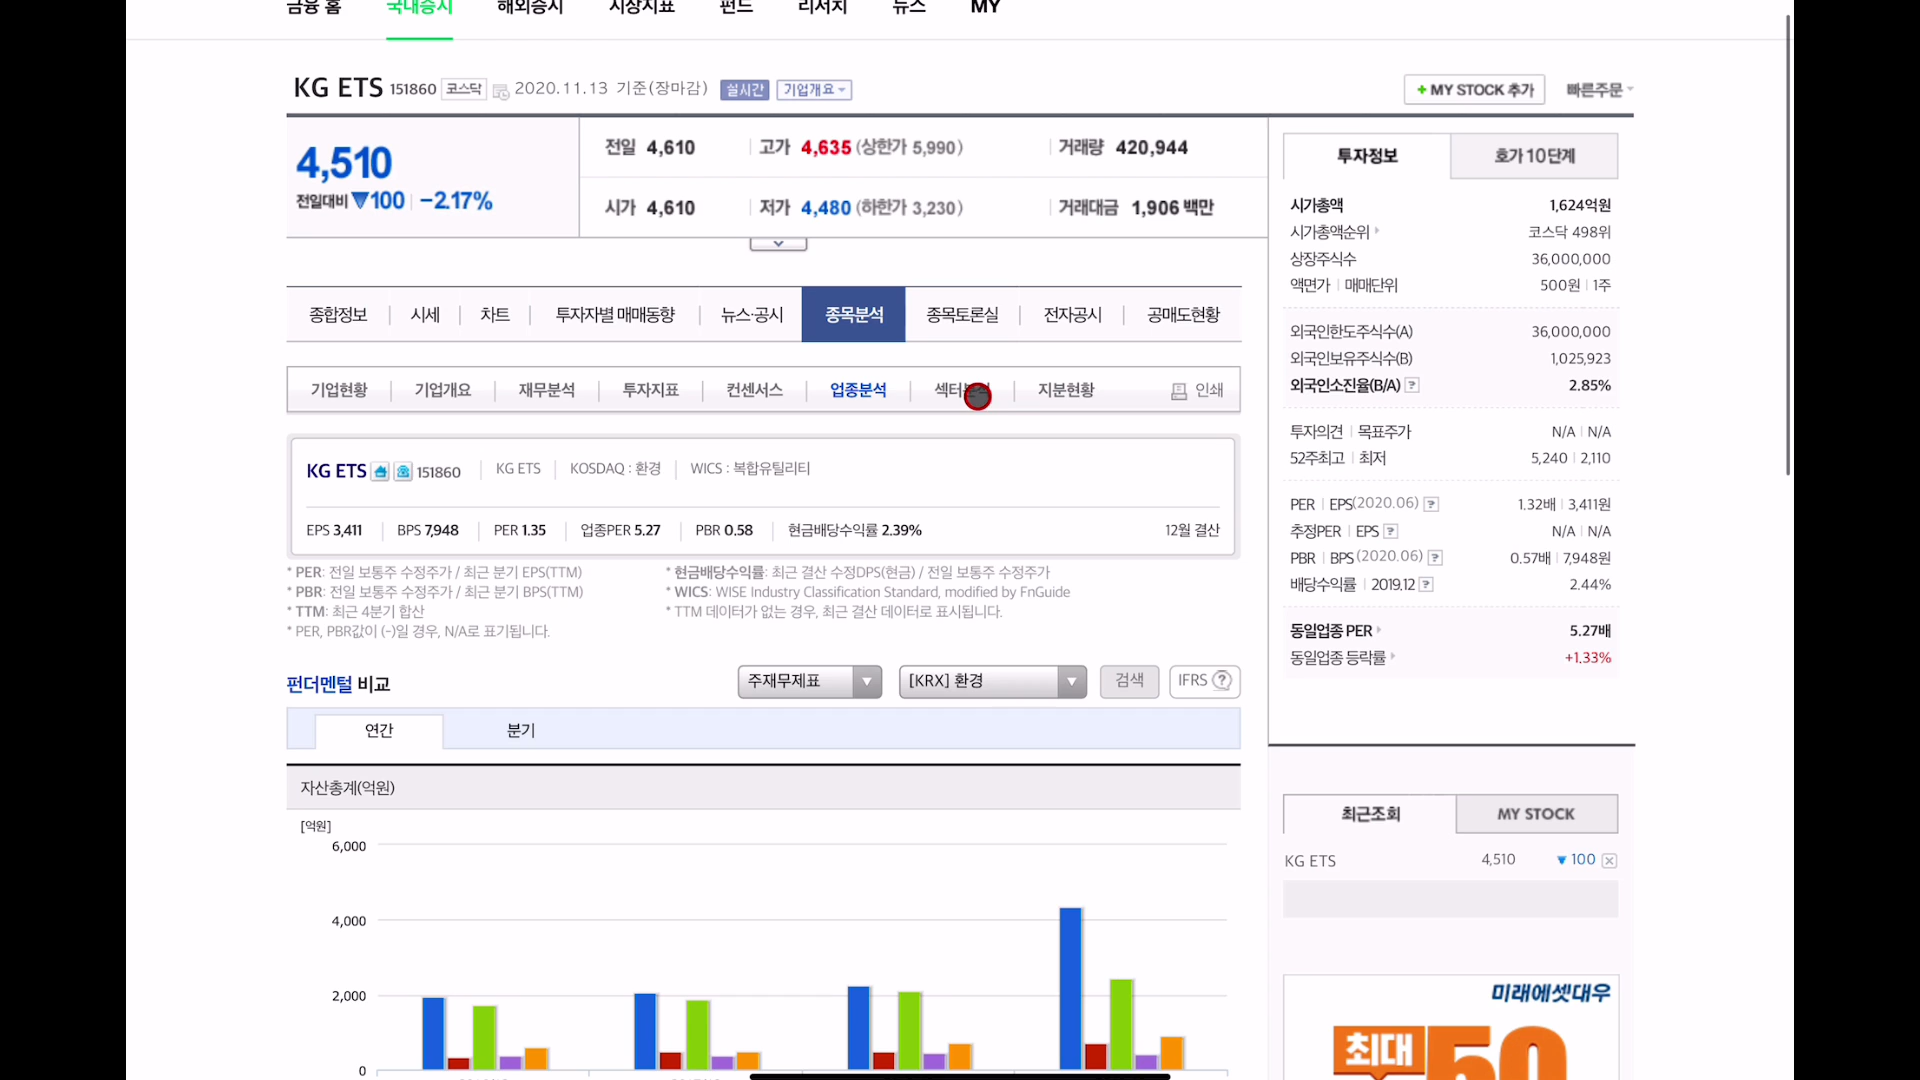 금융 홈 국내증시 해외증시 시장지표 펀드 리서치 뉴스 MY
KG ETS 151860 코스닥 2020.11.13 기준(장마감) 실시간 기업개요
+ MY STOCK 추가 빠른주문
4,510
전일대비 ▼100 -2.17%
전일 4,610 고가 4,635 (상한가 5,990) 거래량 420,944
시가 4,610 저가 4,480 (하한가 3,230) 거래대금 1,906 백만
종합정보 시세 차트 투자자별 매매동향 뉴스·공시 종목분석 종목토론실 전자공시 공매도현황
기업현황 기업개요 재무분석 투자지표 컨센서스 업종분석 지분현황 인쇄
KG ETS 151860 KG ETS KOSDAQ : 환경 WICS : 복합유틸리티
EPS 3,411 BPS 7,948 PER 1.35 업종PER 5.27 PBR 0.58 현금배당수익률 2.39% 12월 결산
* PER: 전일 보통주 수정주가 / 최근 분기 EPS(TTM)
* PBR: 전일 보통주 수정주가 / 최근 분기 BPS(TTM)
* TTM: 최근 4분기 합산
* PER, PBR값이 (-)일 경우, N/A로 표기됩니다.
* 현금배당수익률: 최근 결산 수정DPS(현금) / 전일 보통주 수정주가
* WICS: WISE Industry Classification Standard, modified by FnGuide
* TTM 데이터가 없는 경우, 최근 결산 데이터로 표시됩니다.
펀더멘털 비교 주재무제표 [KRX] 환경 검색 IFRS ?
연간 분기
자산총계(억원)
[억원]
6,000
4,000
2,000
0
투자정보 호가 10단계
시가총액 1,624억원
시가총액순위 코스닥 498위
상장주식수 36,000,000
액면가 매매단위 500원 1주
외국인한도주식수(A) 36,000,000
외국인보유주식수(B) 1,025,923
외국인소진율(B/A) ? 2.85%
투자의견 목표주가 N/A N/A
52주최고 최저 5,240 2,110
PER EPS(2020.06) ? 1.32배 3,411원
추정PER EPS ? N/A N/A
PBR BPS (2020.06) ? 0.57배 7,948원
배당수익률 2019.12 ? 2.44%
동일업종 PER 5.27배
동일업종 등락률 +1.33%
최근조회 MY STOCK
KG ETS 4,510 ▼ 100
미래에셋대우
최대 50